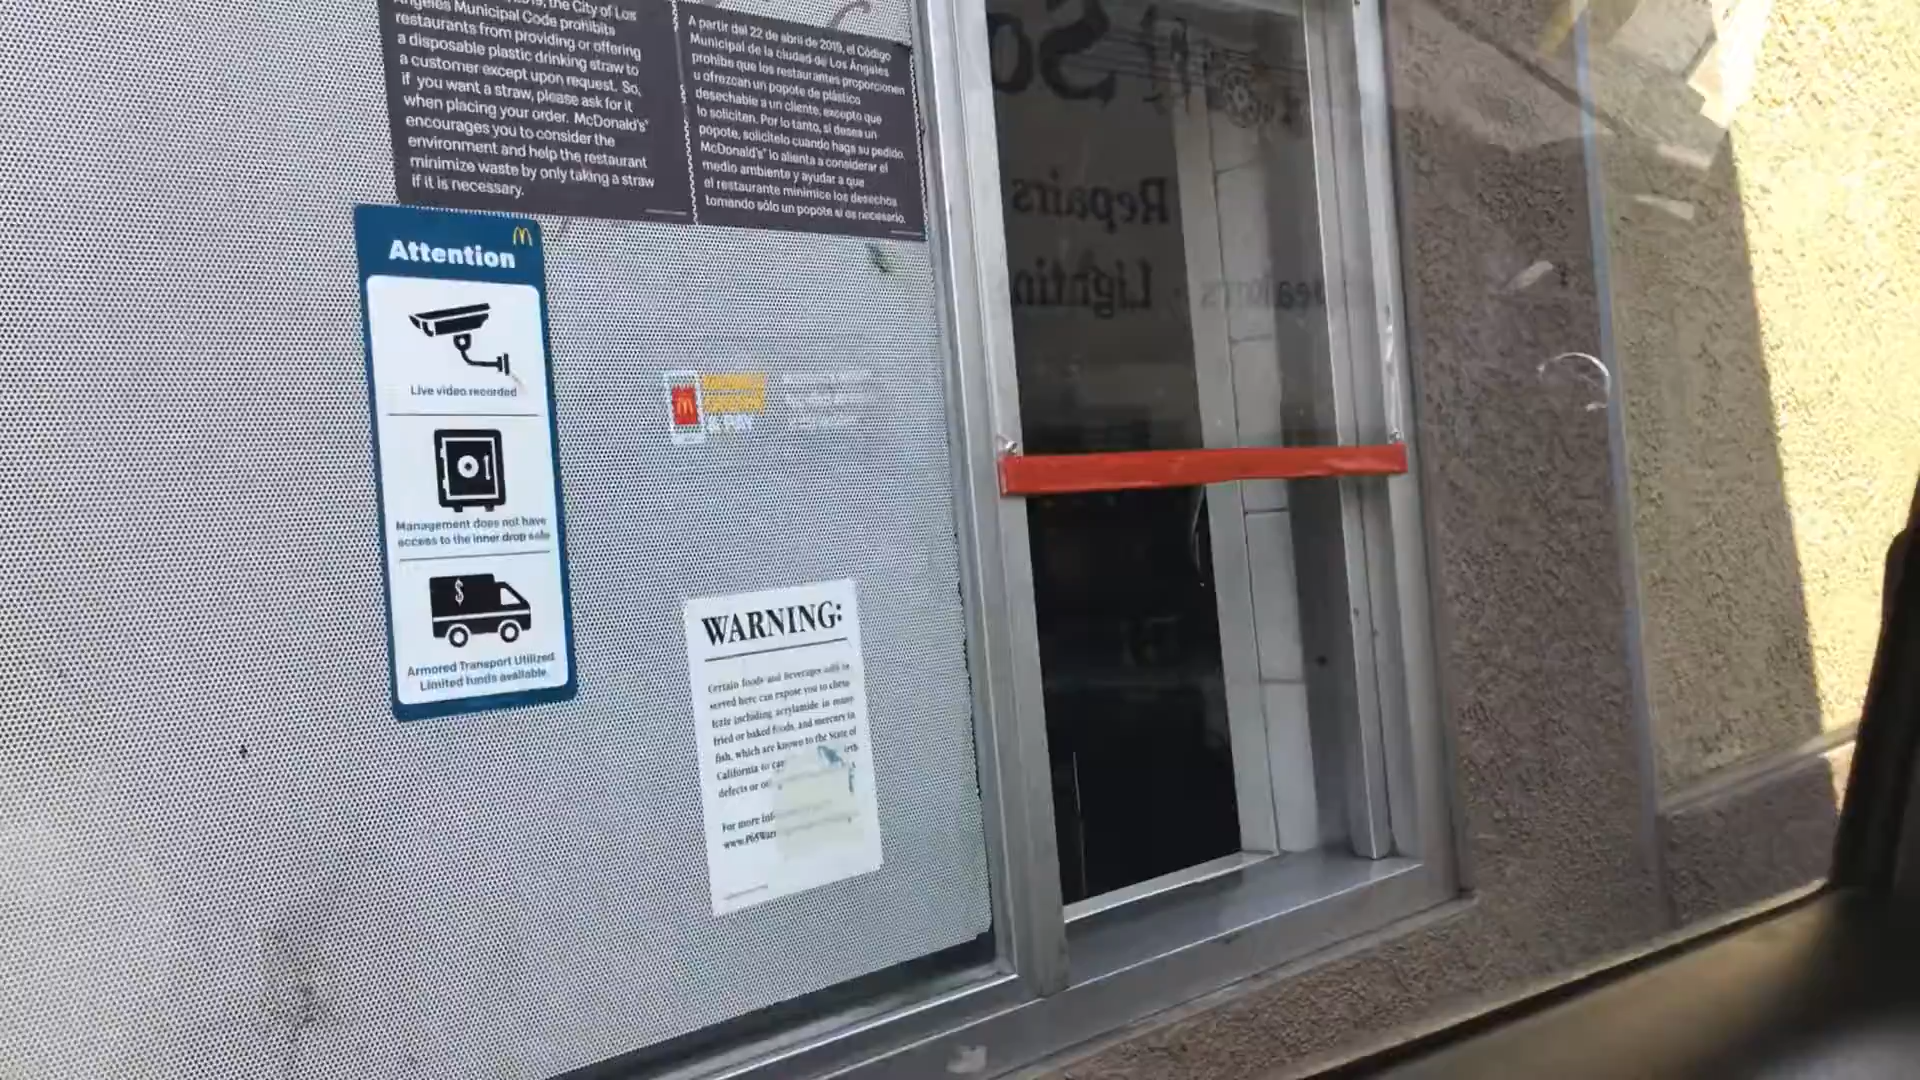 2019, the City of Los
Angeles Municipal Code prohibits
restaurants from providing or offering
a disposable plastic drinking straw to
a customer except upon request. So,
if you want a straw, please ask for it
when placing your order. McDonald's®
encourages you to consider the
environment and help the restaurant
minimize waste by only taking a straw
if it is necessary.
A partir del 22 de abril de 2019, el Código
Municipal de la ciudad de Los Ángeles
prohíbe que los restaurantes proporcionen
u ofrezcan un popote de plástico
desechable a un cliente, excepto que
lo soliciten. Por lo tanto, si desea un
popote, solicítelo cuando haga su pedido.
McDonald's® lo alienta a considerar el
medio ambiente y ayudar a que
el restaurante minimice los desechos
tomando sólo un popote si es necesario.
Attention
Live video recorded
Management does not have
access to the inner drop safe
$
Armored Transport Utilized
Limited funds available.
WARNING:
Certain foods and beverages sold or
served here can expose you to chem-
icals including acrylamide in many
fried or baked foods, and mercury in
fish, which are known to the State of
California to
defects or
For more
Repairs